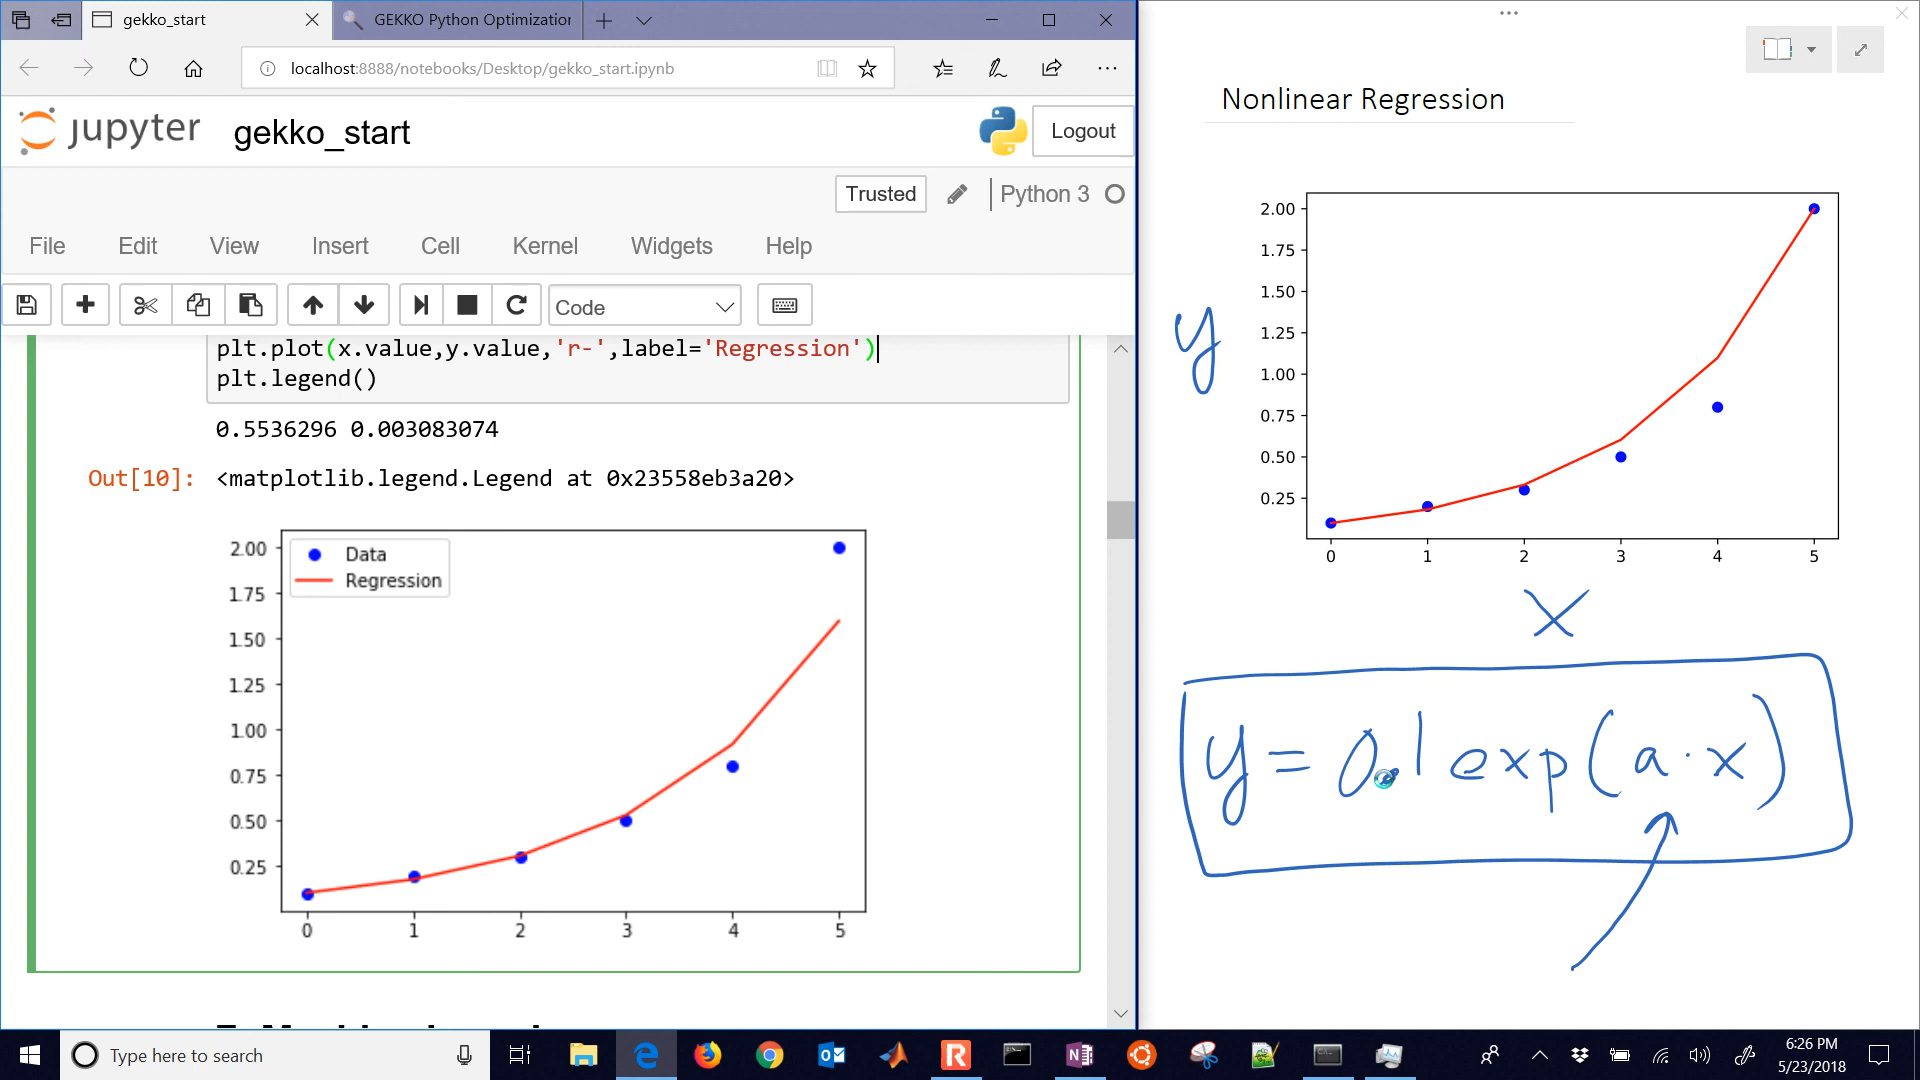 gekko_start
GEKKO Python Optimization
localhost:8888/notebooks/Desktop/gekko_start.ipynb
jupyter gekko_start
Logout
Trusted
Python 3
File Edit View Insert Cell Kernel Widgets Help
Code
plt.plot(x.value,y.value,'r-',label='Regression')
plt.legend()
0.5536296 0.003083074
Out[10]: <matplotlib.legend.Legend at 0x23558eb3a20>
Data
Regression
2.00
1.75
1.50
1.25
1.00
0.75
0.50
0.25
0 1 2 3 4 5
Nonlinear Regression
2.00
1.75
1.50
1.25
1.00
0.75
0.50
0.25
0 1 2 3 4 5
y
x
y = 0.1 exp(a·x)
Type here to search
6:26 PM
5/23/2018